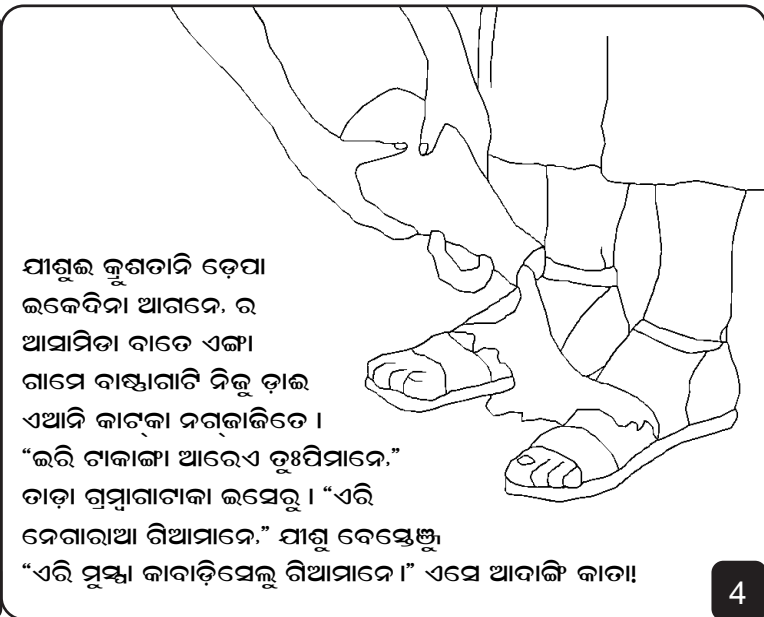 ଯୀଶୁଇ କ୍ରୁଶତାନି ଡ଼େପା
ଇକେଦିନା ଆଗନେ, ର
ଆସାମିଡା ବାତେ ଏଙ୍ଗା
ଗାମେ ବାଷ୍ଣାଗାଟି ନିଜୁ ଡ଼ାଈ
ଏଆନି କାଟ୍‌କା ନଗ୍‌ଜାଜିତେ ।
“ଇରି ଟାକାଙ୍ଗା ଆରେଏ ତୁଃପିମାନେ,”
ତାଡ଼ା ଗ୍ରମ୍ବାଗାଟାକା ଇସେରୁ । “ଏରି
ନେଗାରାଆ ଗିଆମାନେ,” ଯୀଶୁ ବେସ୍ତେଞ୍ଜୁ
“ଏରି ମୁସ୍ନା କାବାଡ଼ିସେଲୁ ଗିଆମାନେ ।” ଏସେ ଆଦାଙ୍ଗି କାତା!
4